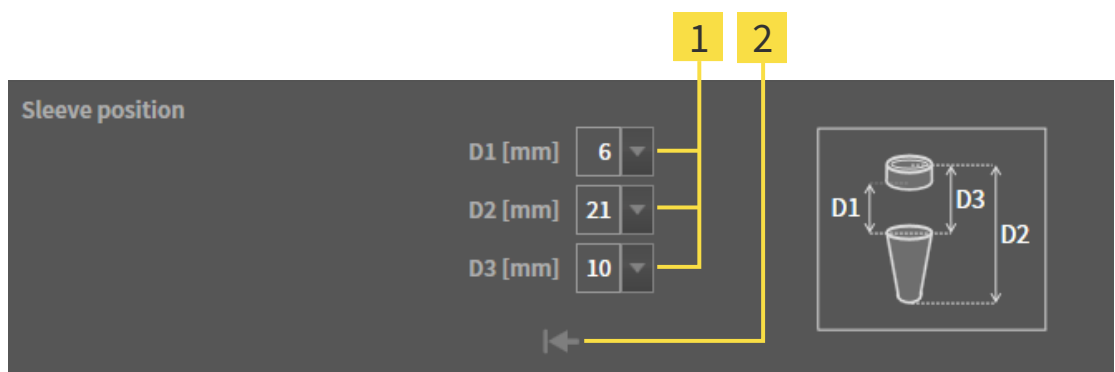 1 2
Sleeve position
D1 [mm] 6
D2 [mm] 21
D3 [mm] 10
D1
D3
D2